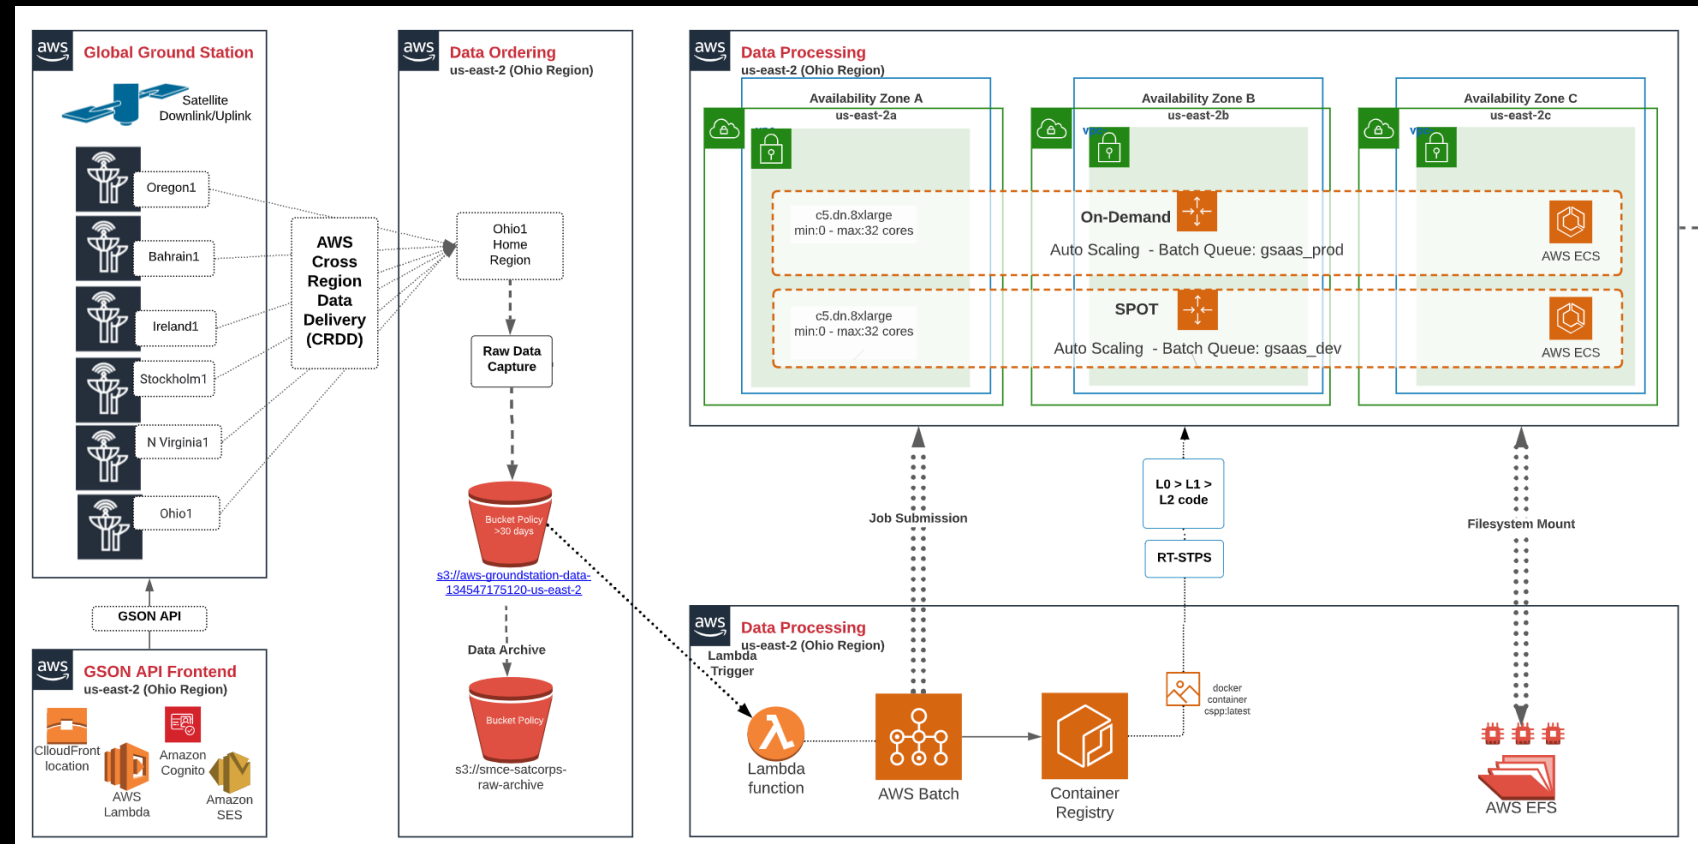 aws
Global Ground Station
Satellite
Downlink/Uplink
Oregon1
Bahrain1
Ireland1
Stockholm1
N Virginia1
Ohio1
AWS
Cross
Region
Data
Delivery
(CRDD)
GSON API
aws
GSON API Frontend
us-east-2 (Ohio Region)
ClloudFront
location
AWS
Lambda
Amazon
Cognito
Amazon
SES
aws
Data Ordering
us-east-2 (Ohio Region)
Ohio1
Home
Region
Raw Data
Capture
Bucket Policy
>30 days
s3://aws-groundstation-data-
134547175120-us-east-2
Data Archive
Bucket Policy
s3://smce-satcorps-
raw-archive
aws
Data Processing
us-east-2 (Ohio Region)
Availability Zone A
us-east-2a
Availability Zone B
us-east-2b
Availability Zone C
us-east-2c
c5.dn.8xlarge
min:0 - max:32 cores
On-Demand
Auto Scaling - Batch Queue: gsaas_prod
AWS ECS
c5.dn.8xlarge
min:0 - max:32 cores
SPOT
Auto Scaling - Batch Queue: gsaas_dev
AWS ECS
Job Submission
L0 > L1 >
L2 code
RT-STPS
Filesystem Mount
aws
Data Processing
us-east-2 (Ohio Region)
Lambda
Trigger
Lambda
function
AWS Batch
Container
Registry
docker
container
cspp:latest
AWS EFS